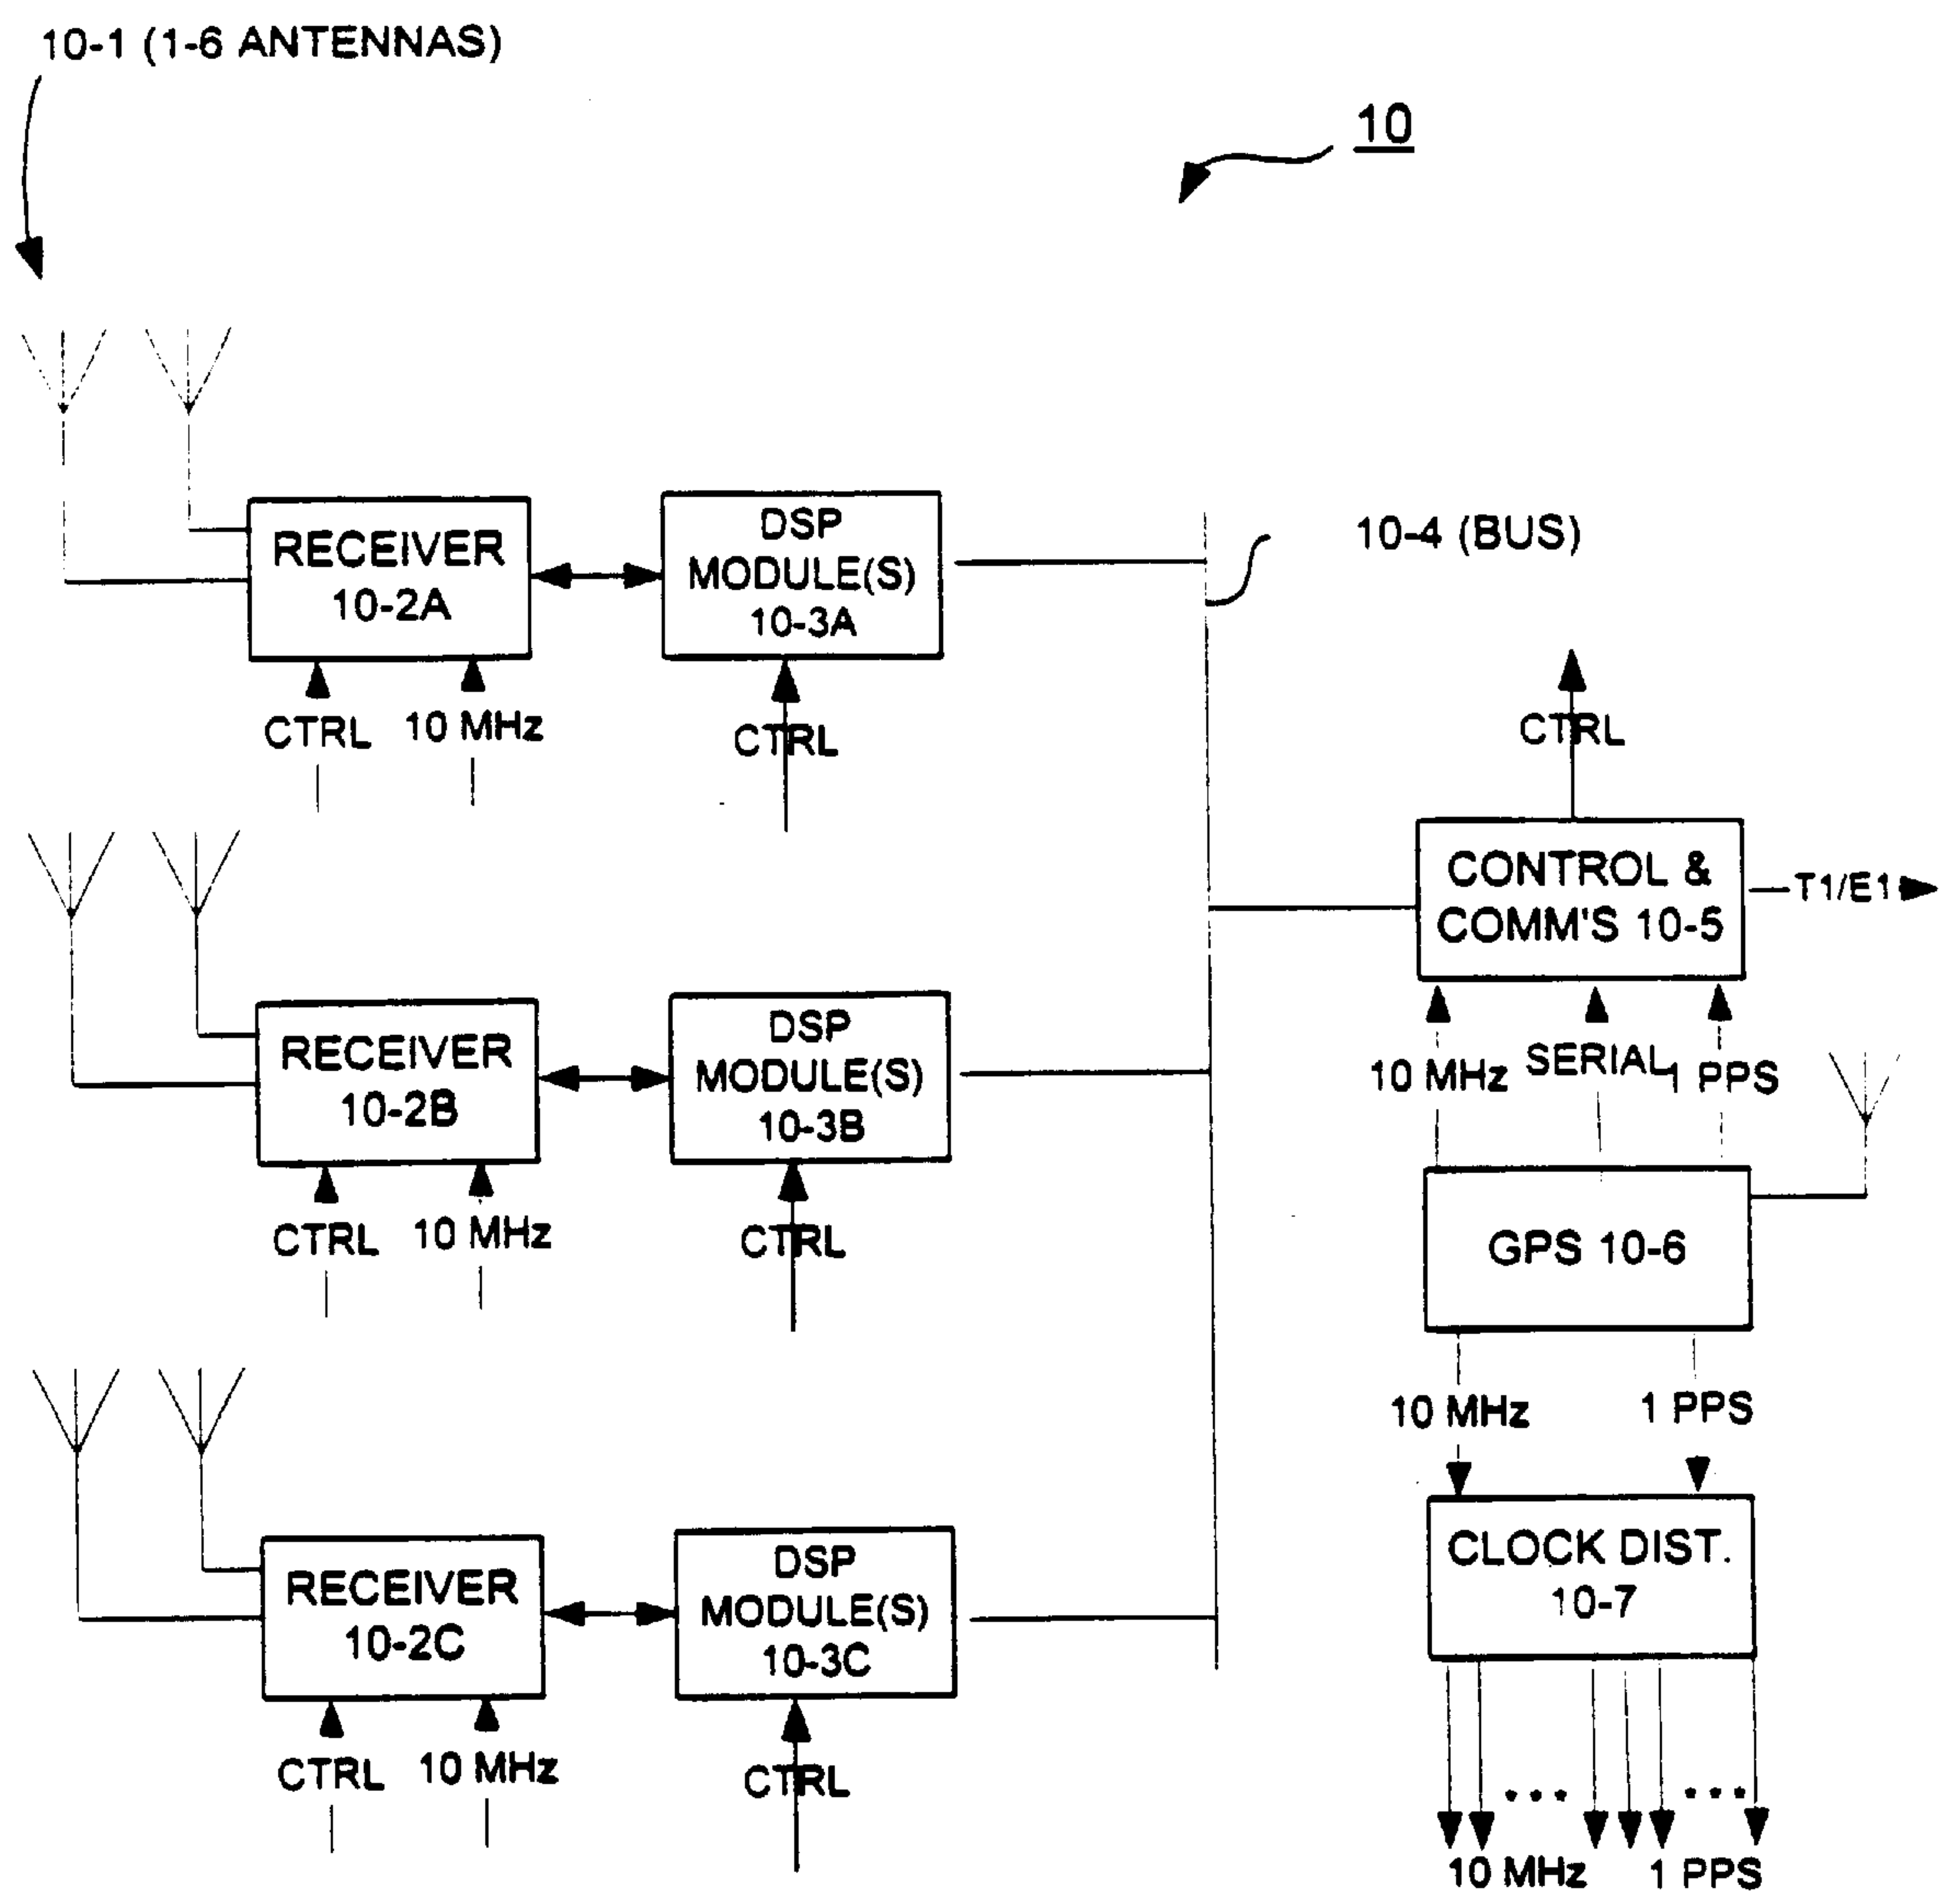 10-1 (1-6 ANTENNAS)
10
RECEIVER
10-2A
DSP
MODULE(S)
10-3A
10-4 (BUS)
CTRL
10 MHz
CTRL
CTRL
CONTROL &
COMM'S 10-5
T1/E1
RECEIVER
10-2B
DSP
MODULE(S)
10-3B
10 MHz
SERIAL
1 PPS
CTRL
10 MHz
CTRL
GPS 10-6
10 MHz
1 PPS
RECEIVER
10-2C
DSP
MODULE(S)
10-3C
CLOCK DIST.
10-7
CTRL
10 MHz
CTRL
...
...
10 MHz
1 PPS